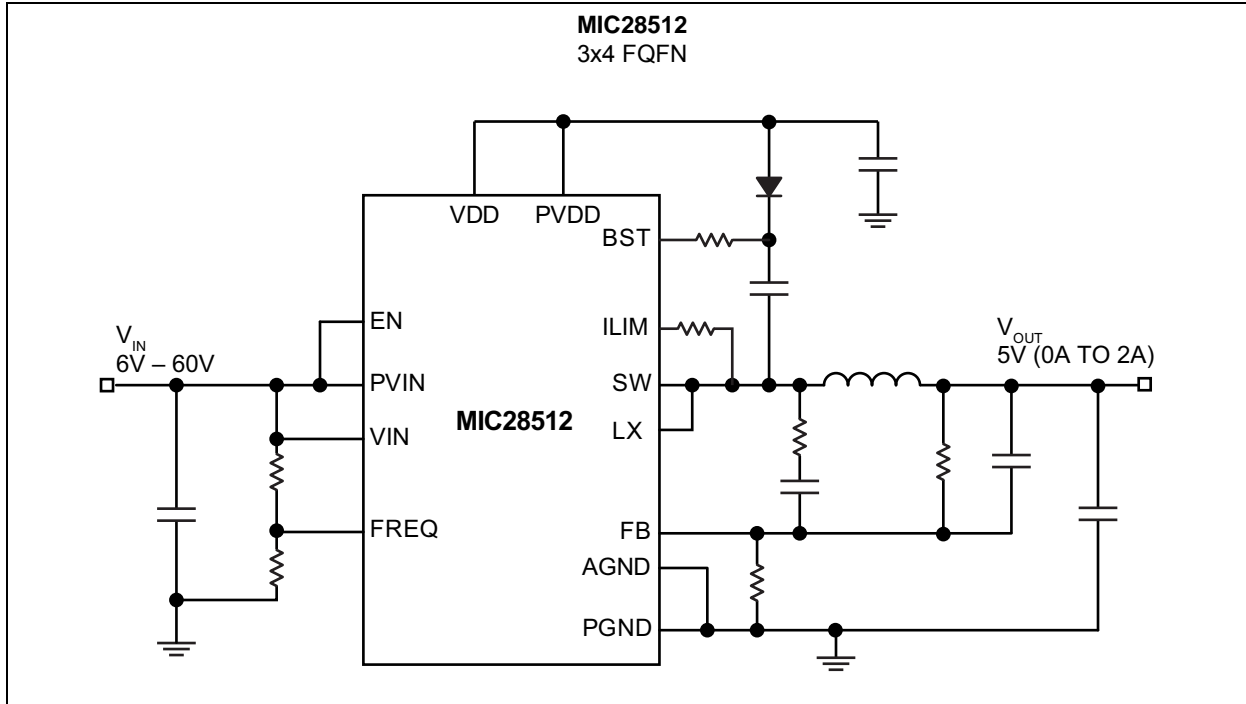 MIC28512
3x4 FQFN
VDD PVDD
BST
EN
ILIM
V_IN
6V – 60V
V_OUT
5V (0A TO 2A)
PVIN
SW
MIC28512
VIN
LX
FREQ
FB
AGND
PGND